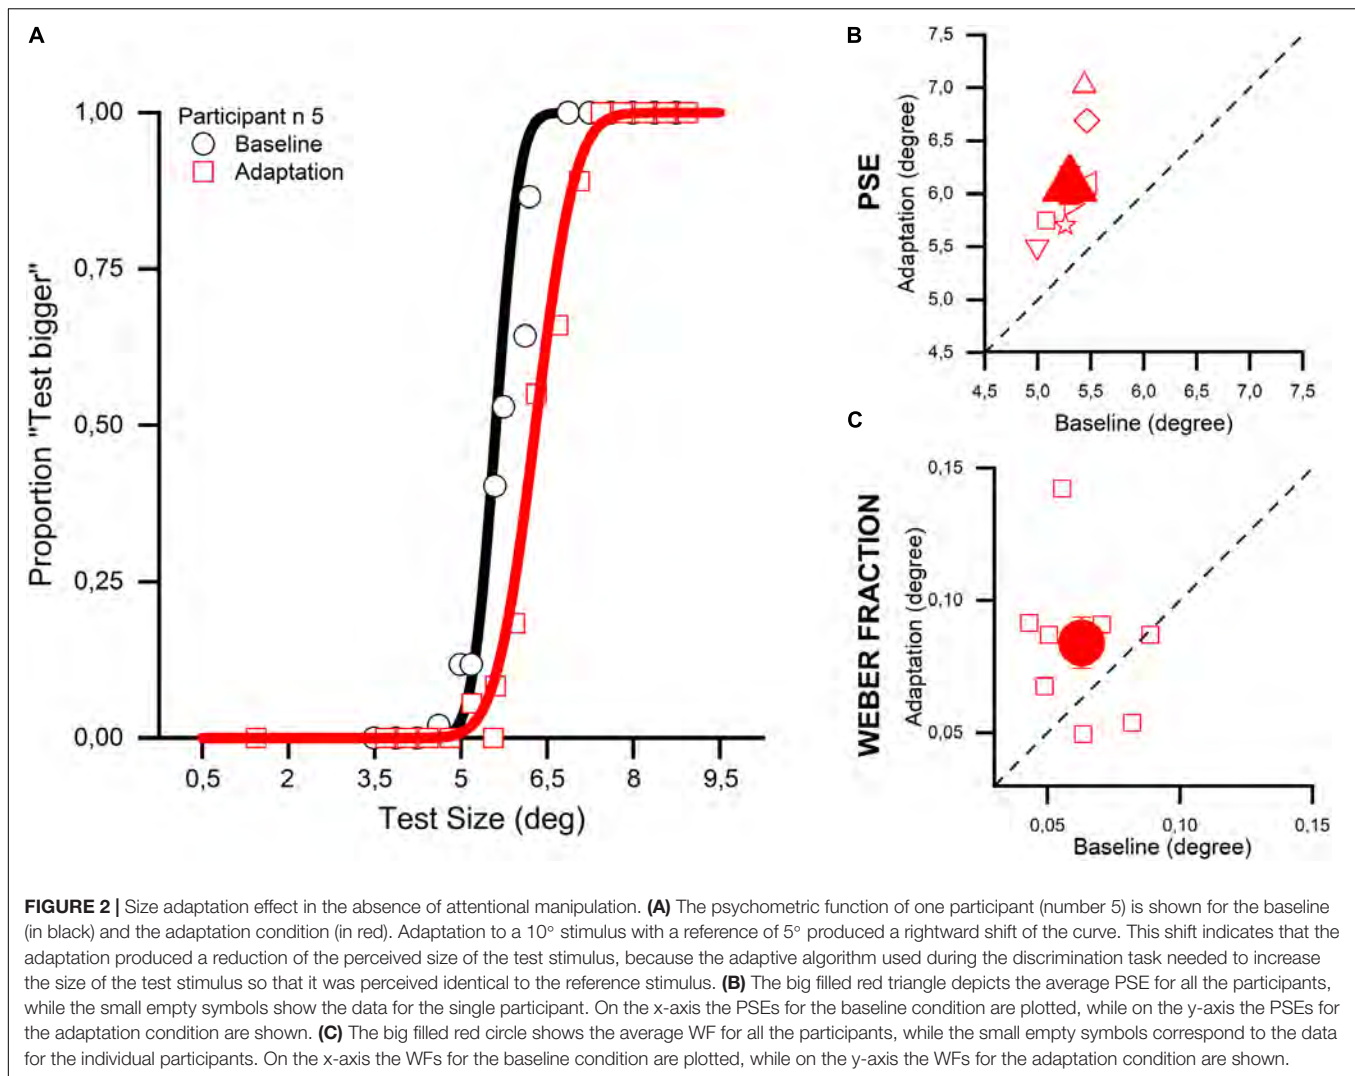 A
Participant n 5
Baseline
Adaptation
Proportion "Test bigger"
1,00
0,75
0,50
0,25
0,00
0,5 2 3,5 5 6,5 8 9,5
Test Size (deg)
B
PSE
Adaptation (degree)
7,5
7,0
6,5
6,0
5,5
5,0
4,5
4,5 5,0 5,5 6,0 6,5 7,0 7,5
Baseline (degree)
C
WEBER FRACTION
Adaptation (degree)
0,15
0,10
0,05
0,05 0,10 0,15
Baseline (degree)
FIGURE 2 | Size adaptation effect in the absence of attentional manipulation. (A) The psychometric function of one participant (number 5) is shown for the baseline
(in black) and the adaptation condition (in red). Adaptation to a 10° stimulus with a reference of 5° produced a rightward shift of the curve. This shift indicates that the
adaptation produced a reduction of the perceived size of the test stimulus, because the adaptive algorithm used during the discrimination task needed to increase
the size of the test stimulus so that it was perceived identical to the reference stimulus. (B) The big filled red triangle depicts the average PSE for all the participants,
while the small empty symbols show the data for the single participant. On the x-axis the PSEs for the baseline condition are plotted, while on the y-axis the PSEs for
the adaptation condition are shown. (C) The big filled red circle shows the average WF for all the participants, while the small empty symbols correspond to the data
for the individual participants. On the x-axis the WFs for the baseline condition are plotted, while on the y-axis the WFs for the adaptation condition are shown.